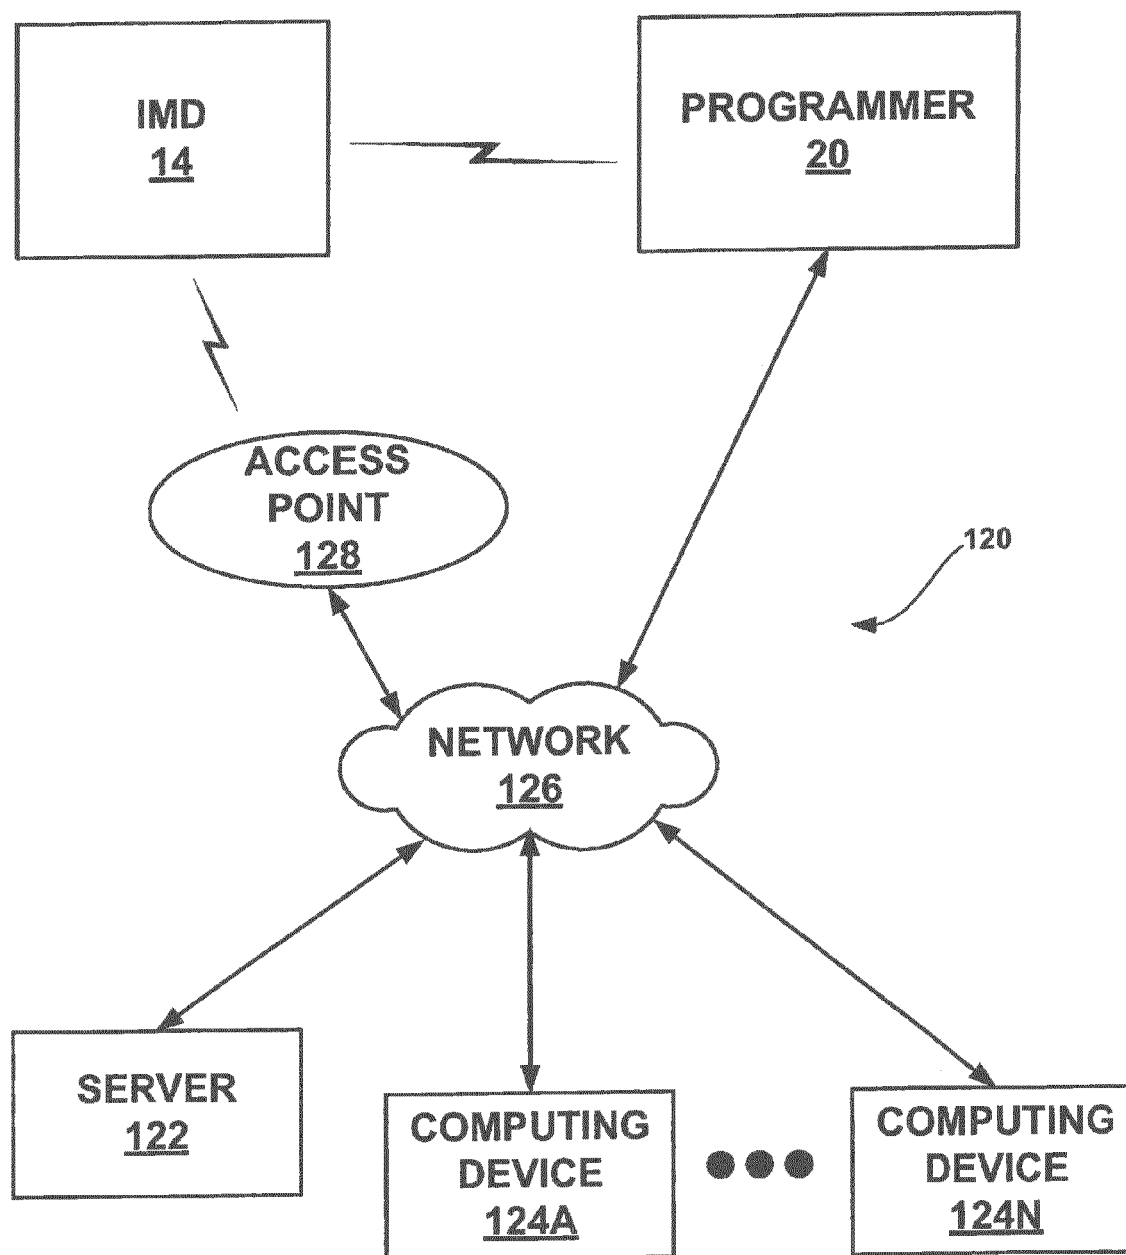 IMD
14
PROGRAMMER
20
ACCESS
POINT
128
120
NETWORK
126
SERVER
122
COMPUTING
DEVICE
124A
COMPUTING
DEVICE
124N